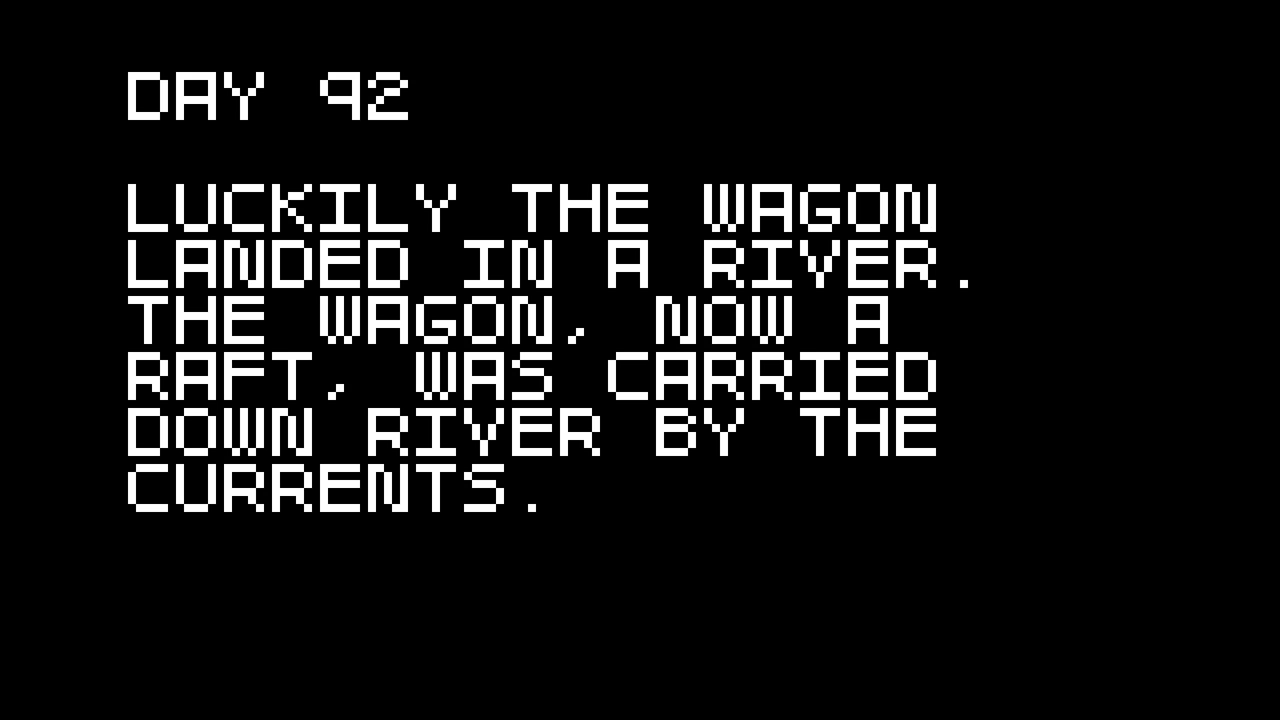 DAY 92
LUCKILY THE WAGON
LANDED IN A RIVER.
THE WAGON, NOW A
RAFT, WAS CARRIED
DOWN RIVER BY THE
CURRENTS.